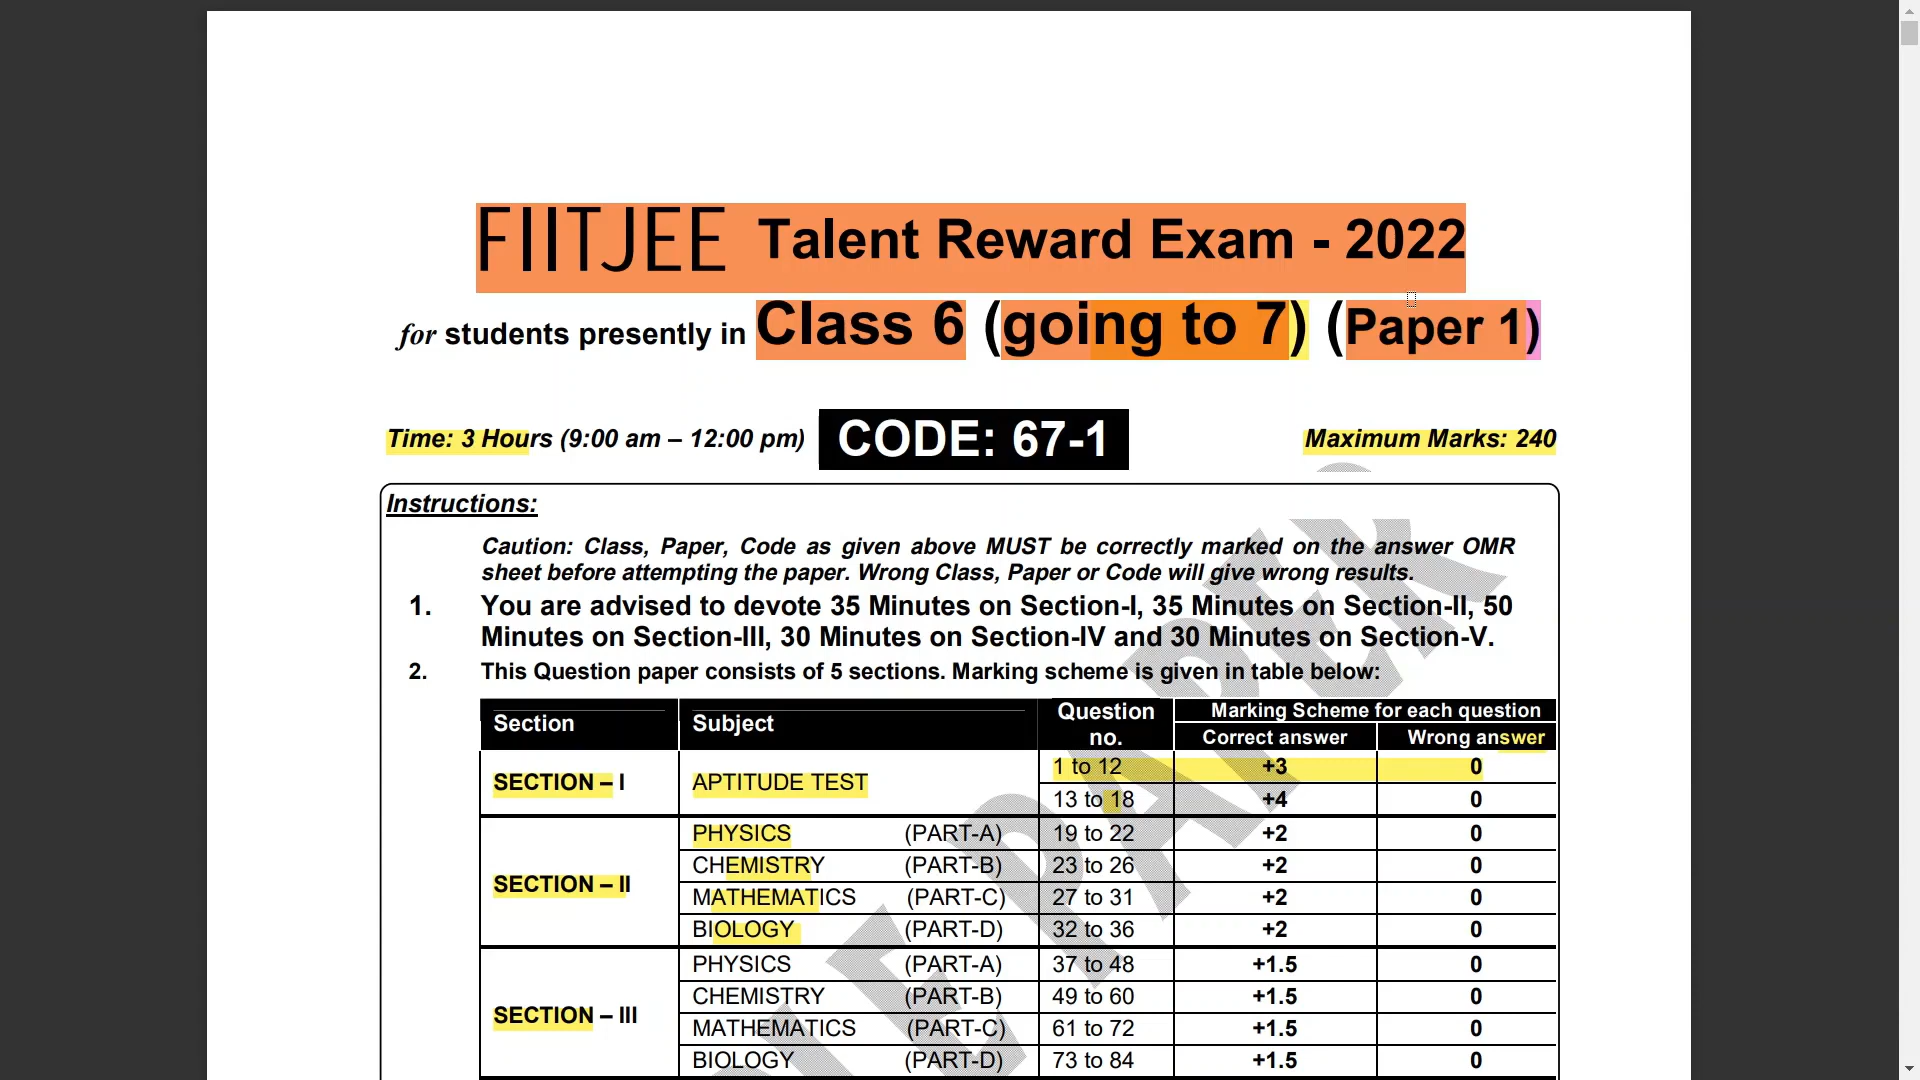 FIITJEE Talent Reward Exam - 2022
for students presently in Class 6 (going to 7) (Paper 1)
Time: 3 Hours (9:00 am – 12:00 pm) CODE: 67-1 Maximum Marks: 240
Instructions:
Caution: Class, Paper, Code as given above MUST be correctly marked on the answer OMR
sheet before attempting the paper. Wrong Class, Paper or Code will give wrong results.
1. You are advised to devote 35 Minutes on Section-I, 35 Minutes on Section-II, 50
Minutes on Section-III, 30 Minutes on Section-IV and 30 Minutes on Section-V.
2. This Question paper consists of 5 sections. Marking scheme is given in table below:
Section Subject Question no. Marking Scheme for each question
Correct answer Wrong answer
SECTION – I APTITUDE TEST 1 to 12 +3 0
13 to 18 +4 0
SECTION – II PHYSICS (PART-A) 19 to 22 +2 0
CHEMISTRY (PART-B) 23 to 26 +2 0
MATHEMATICS (PART-C) 27 to 31 +2 0
BIOLOGY (PART-D) 32 to 36 +2 0
SECTION – III PHYSICS (PART-A) 37 to 48 +1.5 0
CHEMISTRY (PART-B) 49 to 60 +1.5 0
MATHEMATICS (PART-C) 61 to 72 +1.5 0
BIOLOGY (PART-D) 73 to 84 +1.5 0